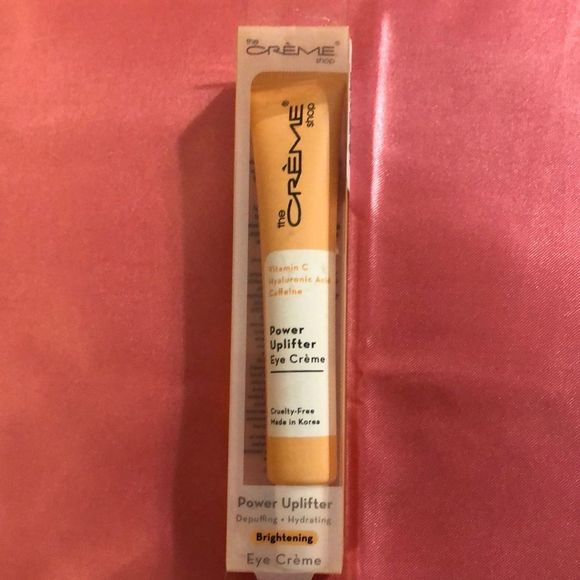 the
CRÈME®
shop
the
CRÈME®
shop
Vitamin C
Hyaluronic Acid
Caffeine
Power
Uplifter
Eye Crème
Cruelty-Free
Made in Korea
Power Uplifter
Depuffing • Hydrating
Brightening
Eye Crème